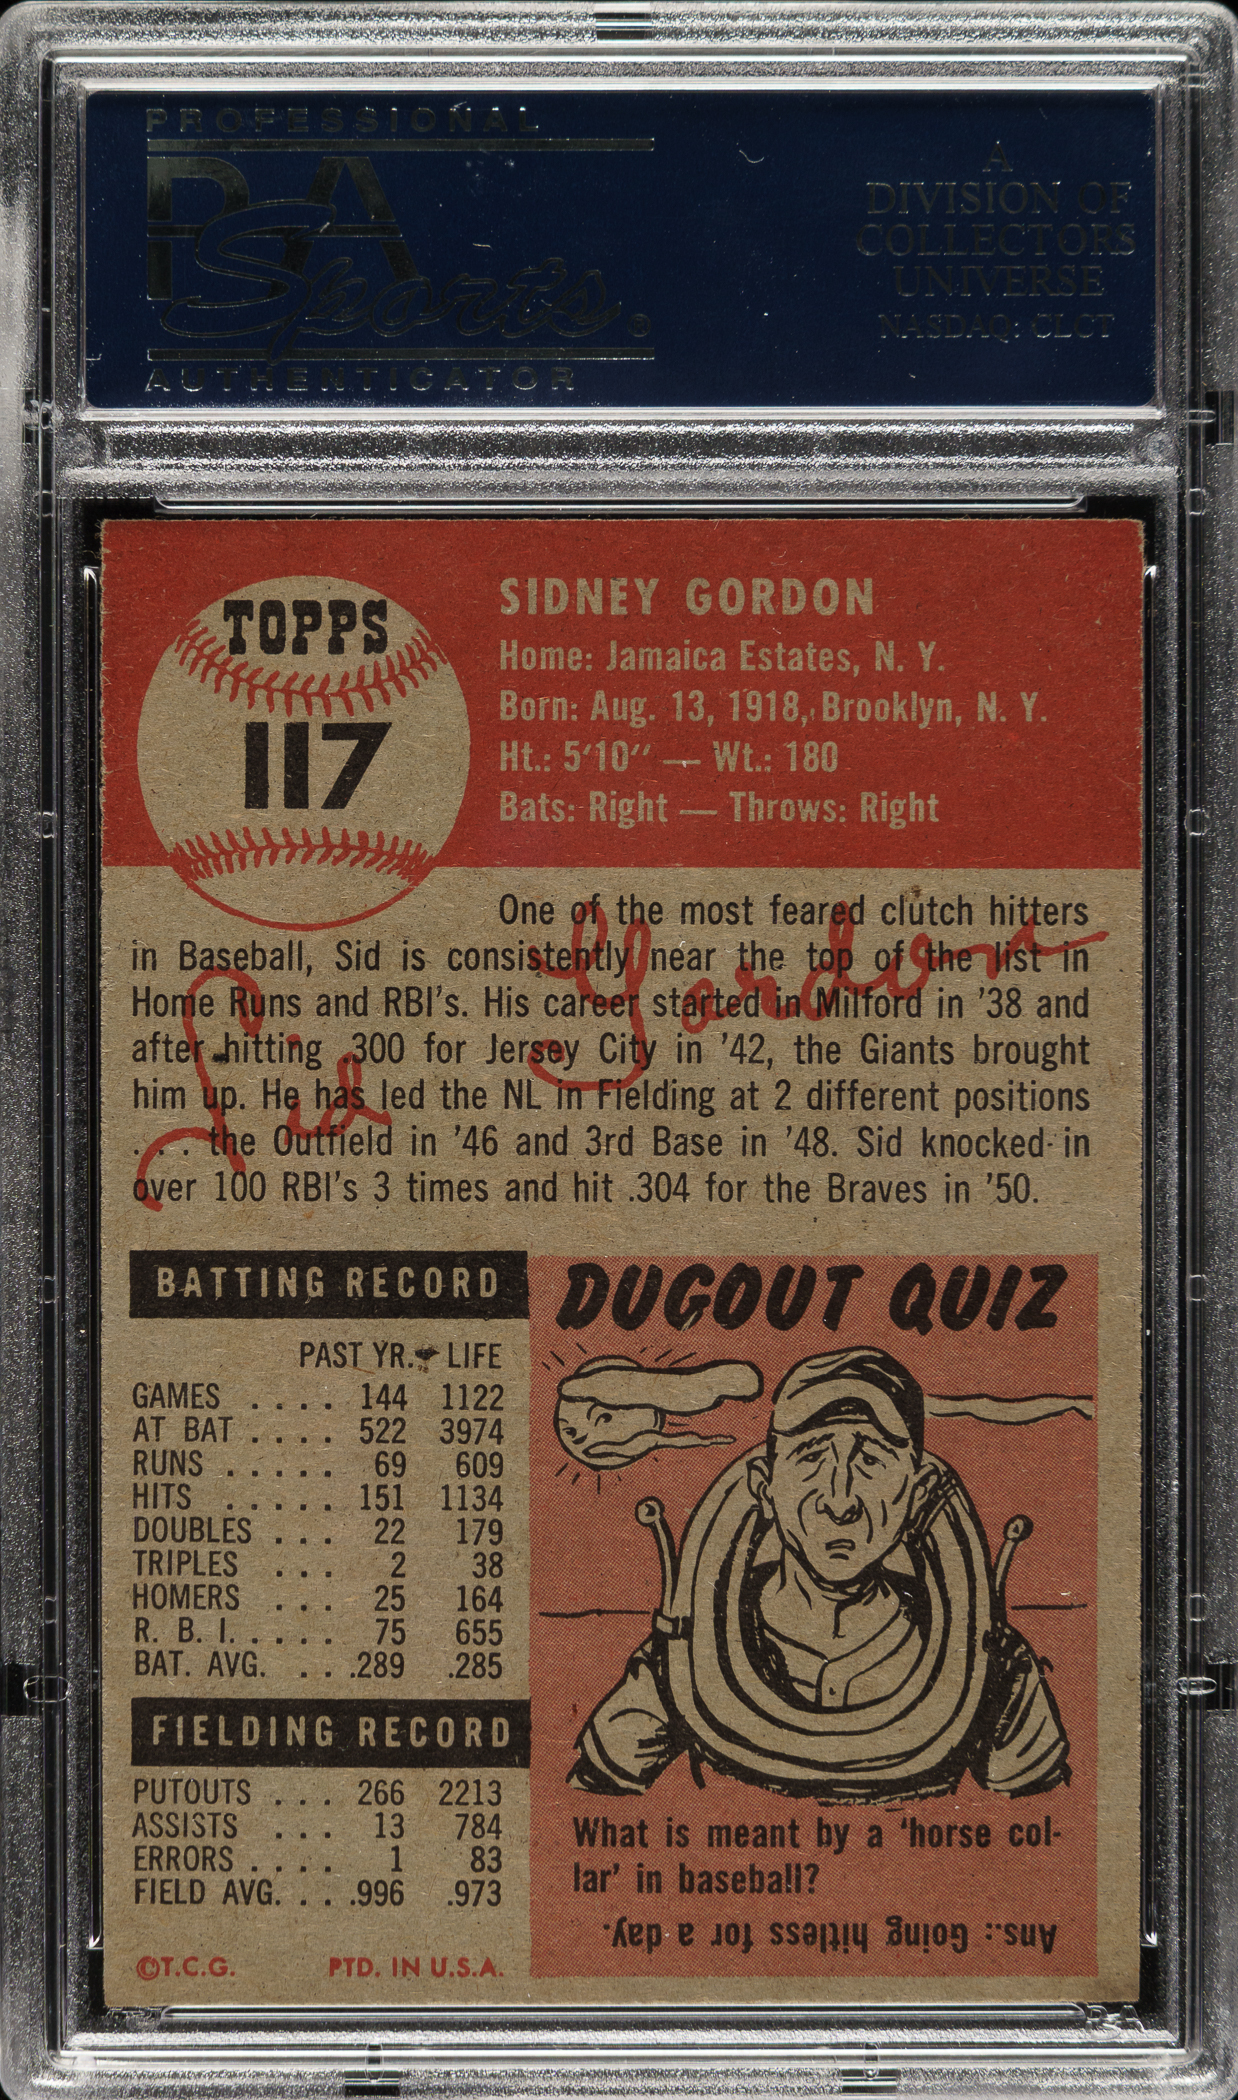 PROFESSIONAL
PSA
Sports®
AUTHENTICATOR
A
DIVISION OF
COLLECTORS
UNIVERSE
NASDAQ: CLCT
TOPPS
117
SIDNEY GORDON
Home: Jamaica Estates, N. Y.
Born: Aug. 13, 1918, Brooklyn, N. Y.
Ht.: 5'10" — Wt.: 180
Bats: Right — Throws: Right
One of the most feared clutch hitters
in Baseball, Sid is consistently near the top of the list in
Home Runs and RBI's. His career started in Milford in '38 and
after hitting .300 for Jersey City in '42, the Giants brought
him up. He has led the NL in Fielding at 2 different positions
. . . the Outfield in '46 and 3rd Base in '48. Sid knocked in
over 100 RBI's 3 times and hit .304 for the Braves in '50.
Sid Gordon
BATTING RECORD
PAST YR. LIFE
GAMES . . . . 144 1122
AT BAT . . . . 522 3974
RUNS . . . . . 69 609
HITS . . . . . 151 1134
DOUBLES . . . 22 179
TRIPLES . . . 2 38
HOMERS . . . 25 164
R. B. I. . . . . . 75 655
BAT. AVG. . . . .289 .285
FIELDING RECORD
PUTOUTS . . . 266 2213
ASSISTS . . . 13 784
ERRORS . . . . 1 83
FIELD AVG. . . . .996 .973
©T.C.G. PTD. IN U.S.A.
DUGOUT QUIZ
What is meant by a 'horse col-
lar' in baseball?
Ans.: Going hitless for a day.
PSA